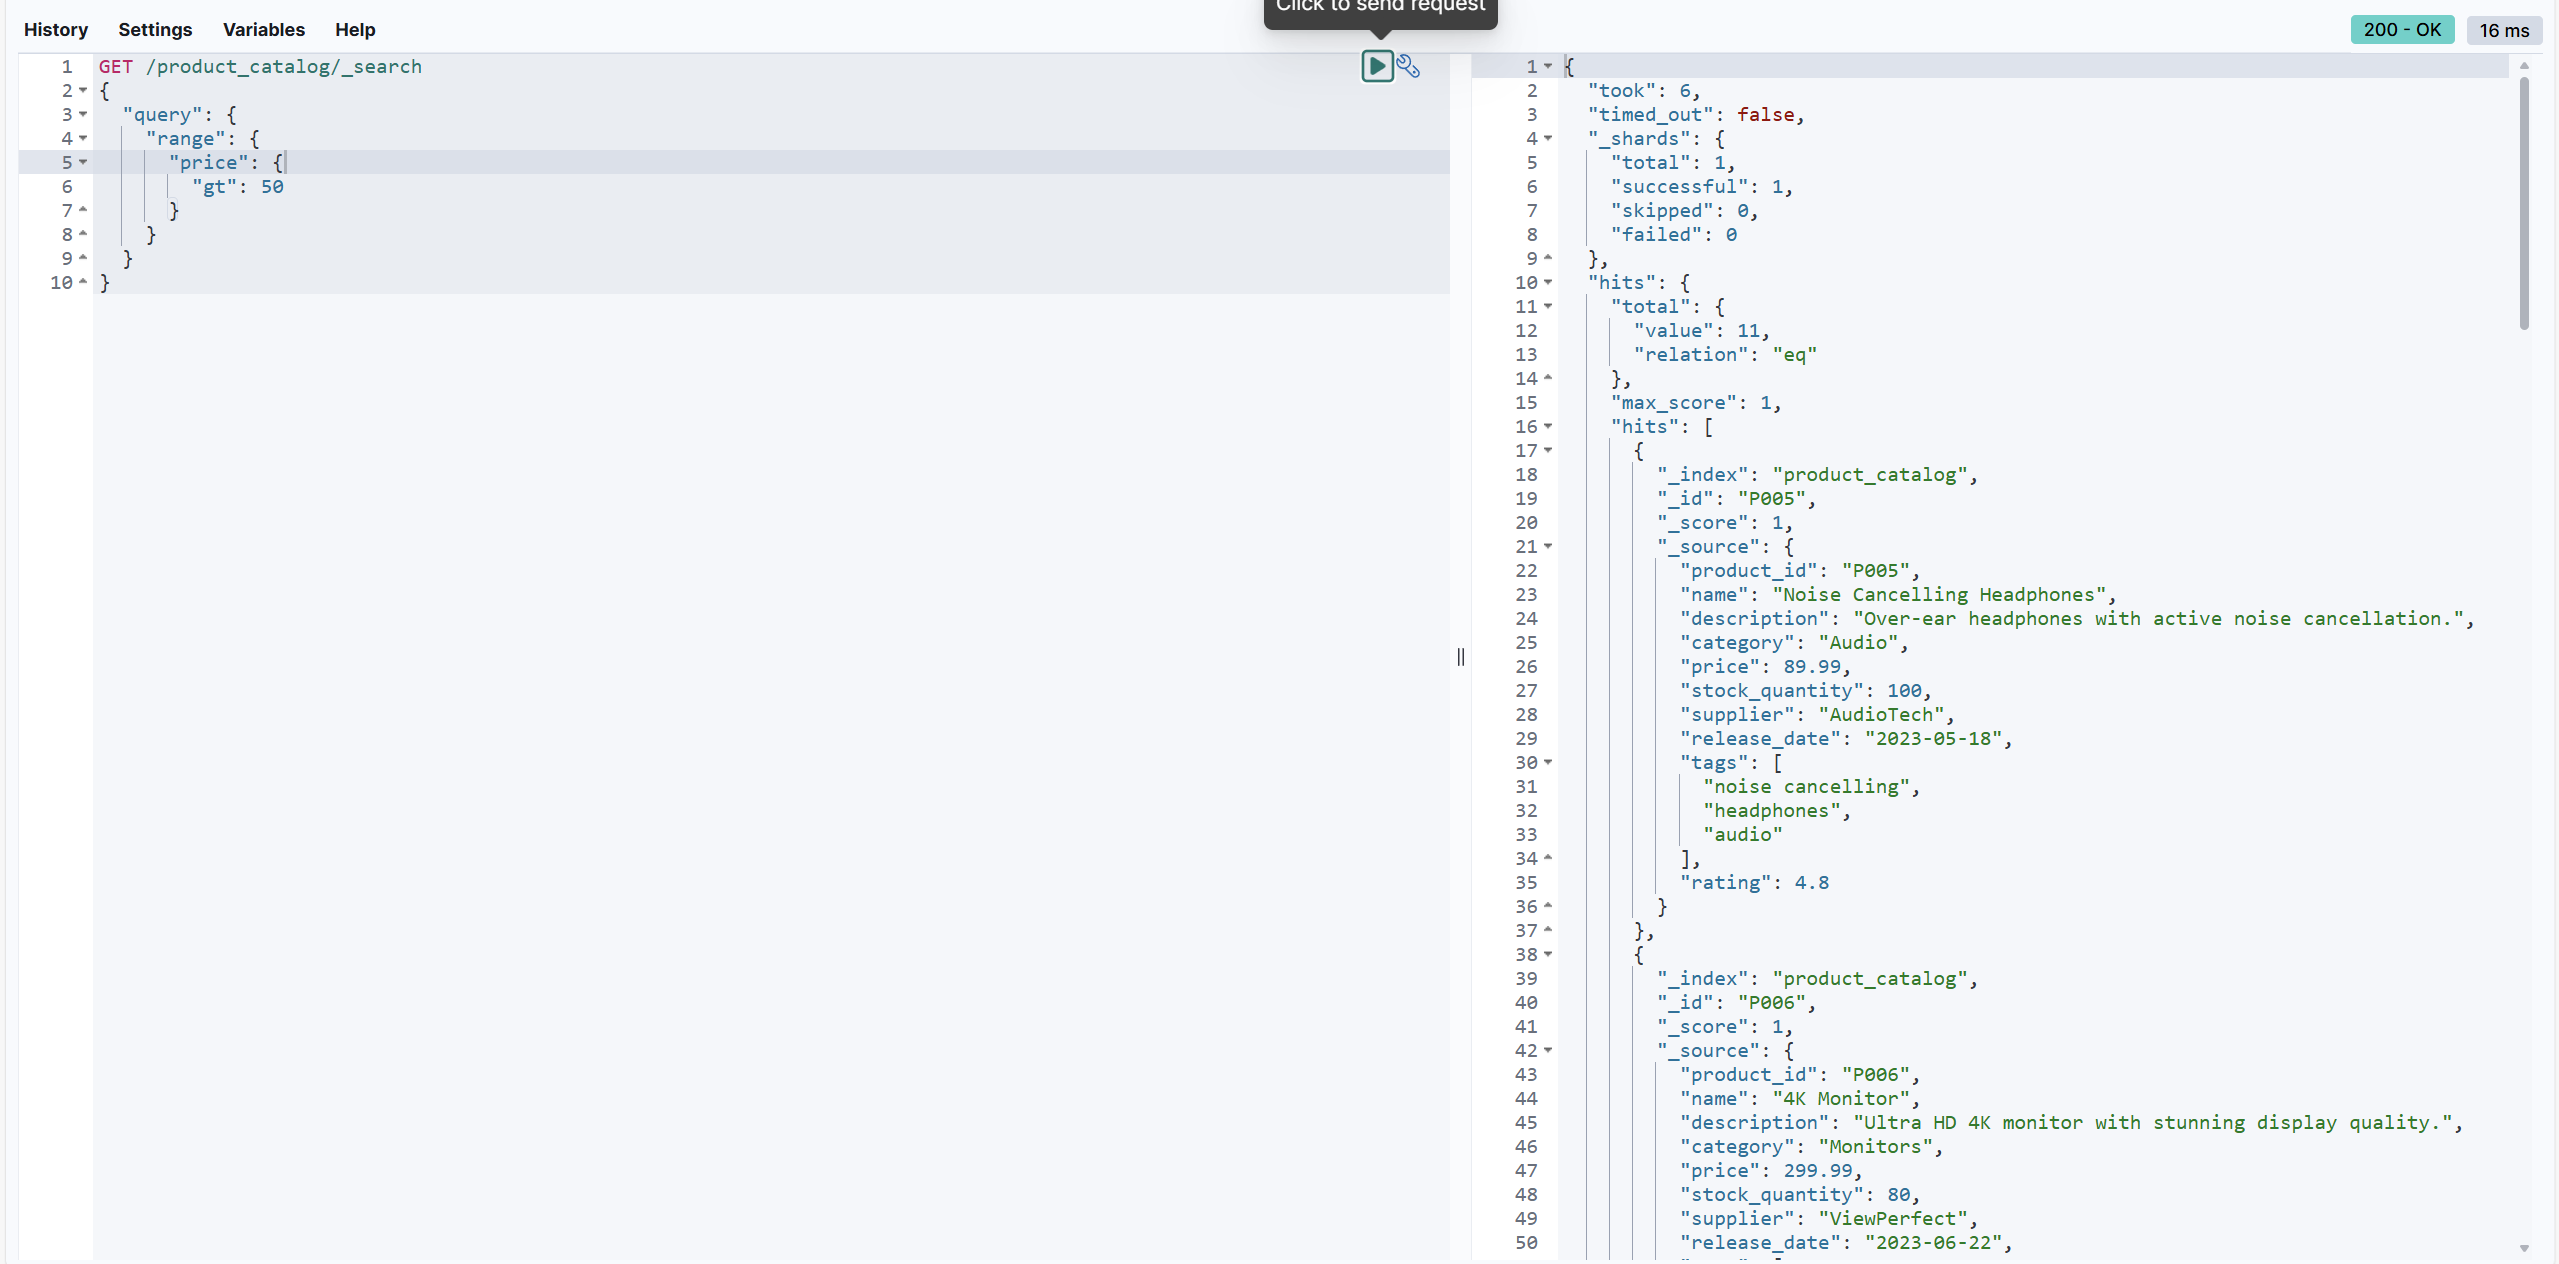 Click to send request
History Settings Variables Help
200 - OK 16 ms
1 GET /product_catalog/_search
2 {
3 "query": {
4 "range": {
5 "price": {
6 "gt": 50
7 }
8 }
9 }
10 }
1 {
2 "took": 6,
3 "timed_out": false,
4 "_shards": {
5 "total": 1,
6 "successful": 1,
7 "skipped": 0,
8 "failed": 0
9 },
10 "hits": {
11 "total": {
12 "value": 11,
13 "relation": "eq"
14 },
15 "max_score": 1,
16 "hits": [
17 {
18 "_index": "product_catalog",
19 "_id": "P005",
20 "_score": 1,
21 "_source": {
22 "product_id": "P005",
23 "name": "Noise Cancelling Headphones",
24 "description": "Over-ear headphones with active noise cancellation.",
25 "category": "Audio",
26 "price": 89.99,
27 "stock_quantity": 100,
28 "supplier": "AudioTech",
29 "release_date": "2023-05-18",
30 "tags": [
31 "noise cancelling",
32 "headphones",
33 "audio"
34 ],
35 "rating": 4.8
36 }
37 },
38 {
39 "_index": "product_catalog",
40 "_id": "P006",
41 "_score": 1,
42 "_source": {
43 "product_id": "P006",
44 "name": "4K Monitor",
45 "description": "Ultra HD 4K monitor with stunning display quality.",
46 "category": "Monitors",
47 "price": 299.99,
48 "stock_quantity": 80,
49 "supplier": "ViewPerfect",
50 "release_date": "2023-06-22",